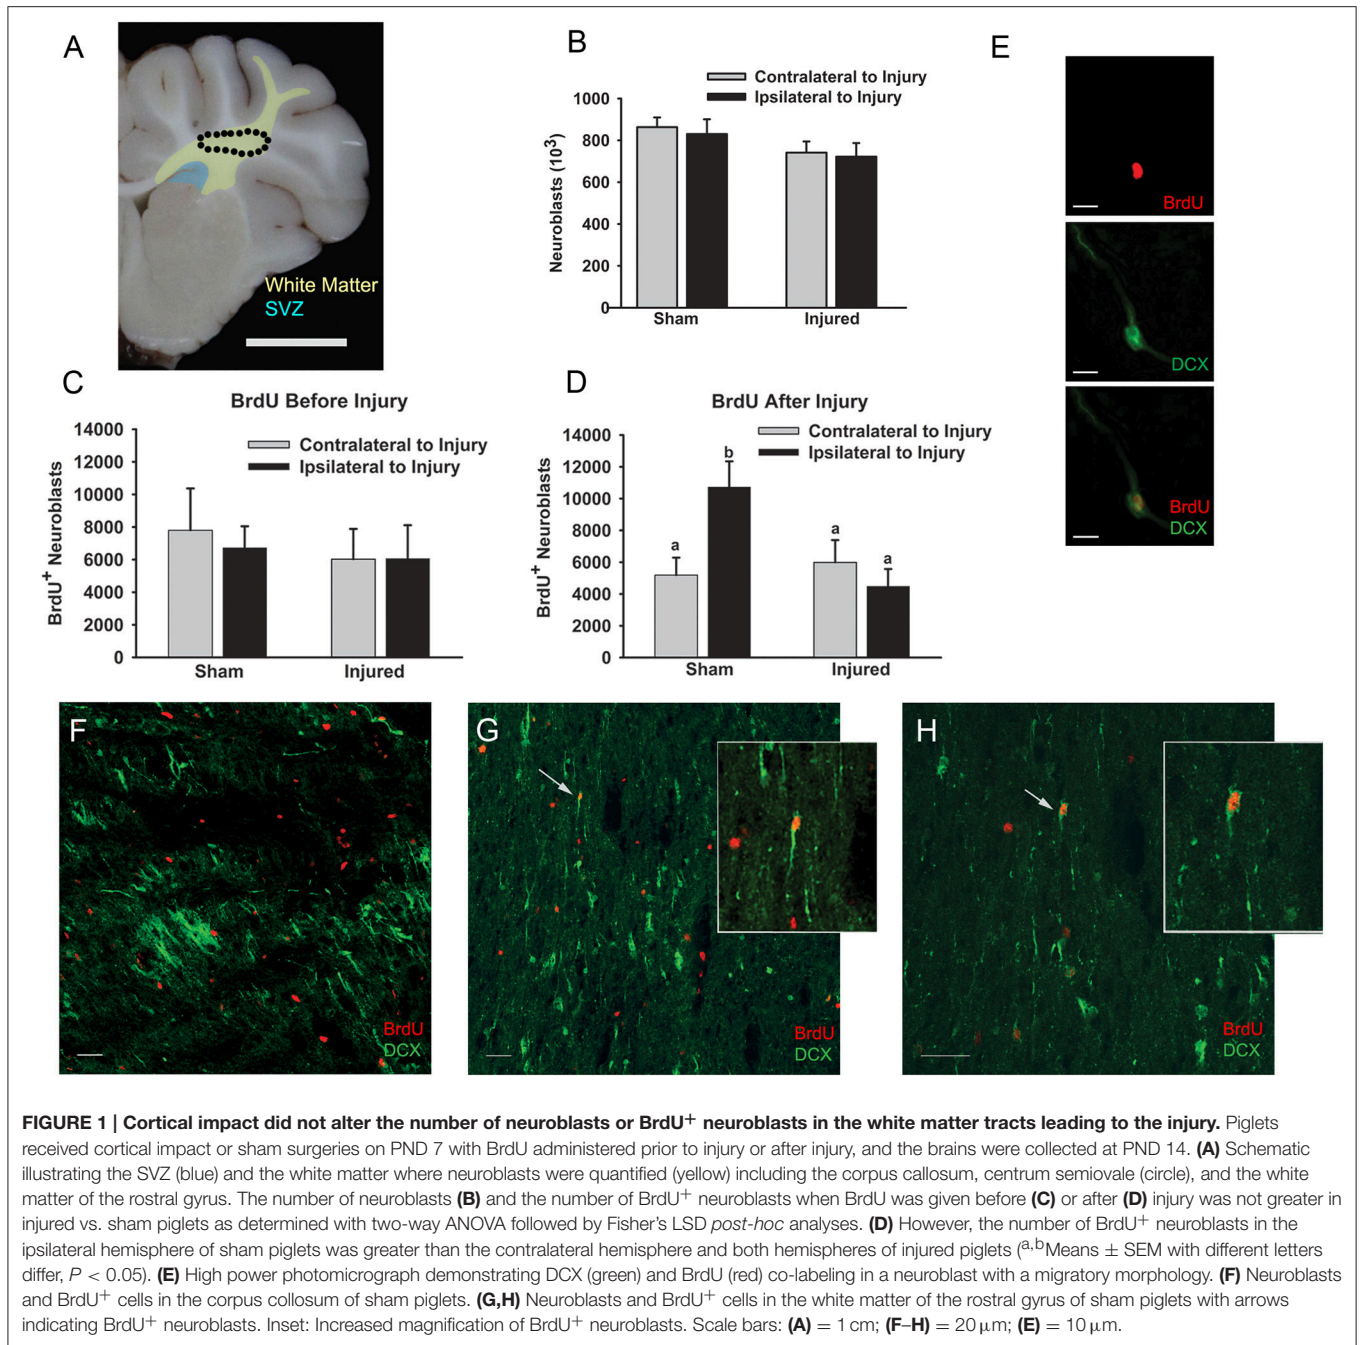 A
White Matter
SVZ
B
Contralateral to Injury
Ipsilateral to Injury
Neuroblasts (10³)
1000
800
600
400
200
0
Sham Injured
C
BrdU Before Injury
Contralateral to Injury
Ipsilateral to Injury
BrdU⁺ Neuroblasts
14000
12000
10000
8000
6000
4000
2000
0
Sham Injured
D
BrdU After Injury
Contralateral to Injury
Ipsilateral to Injury
BrdU⁺ Neuroblasts
14000
12000
10000
8000
6000
4000
2000
0
a
b
a
a
Sham Injured
E
BrdU
DCX
BrdU
DCX
F
BrdU
DCX
G
BrdU
DCX
H
BrdU
DCX
FIGURE 1 | Cortical impact did not alter the number of neuroblasts or BrdU⁺ neuroblasts in the white matter tracts leading to the injury. Piglets
received cortical impact or sham surgeries on PND 7 with BrdU administered prior to injury or after injury, and the brains were collected at PND 14. (A) Schematic
illustrating the SVZ (blue) and the white matter where neuroblasts were quantified (yellow) including the corpus callosum, centrum semiovale (circle), and the white
matter of the rostral gyrus. The number of neuroblasts (B) and the number of BrdU⁺ neuroblasts when BrdU was given before (C) or after (D) injury was not greater in
injured vs. sham piglets as determined with two-way ANOVA followed by Fisher's LSD post-hoc analyses. (D) However, the number of BrdU⁺ neuroblasts in the
ipsilateral hemisphere of sham piglets was greater than the contralateral hemisphere and both hemispheres of injured piglets (ᵃ,ᵇMeans ± SEM with different letters
differ, P < 0.05). (E) High power photomicrograph demonstrating DCX (green) and BrdU (red) co-labeling in a neuroblast with a migratory morphology. (F) Neuroblasts
and BrdU⁺ cells in the corpus collosum of sham piglets. (G,H) Neuroblasts and BrdU⁺ cells in the white matter of the rostral gyrus of sham piglets with arrows
indicating BrdU⁺ neuroblasts. Inset: Increased magnification of BrdU⁺ neuroblasts. Scale bars: (A) = 1 cm; (F–H) = 20 µm; (E) = 10 µm.